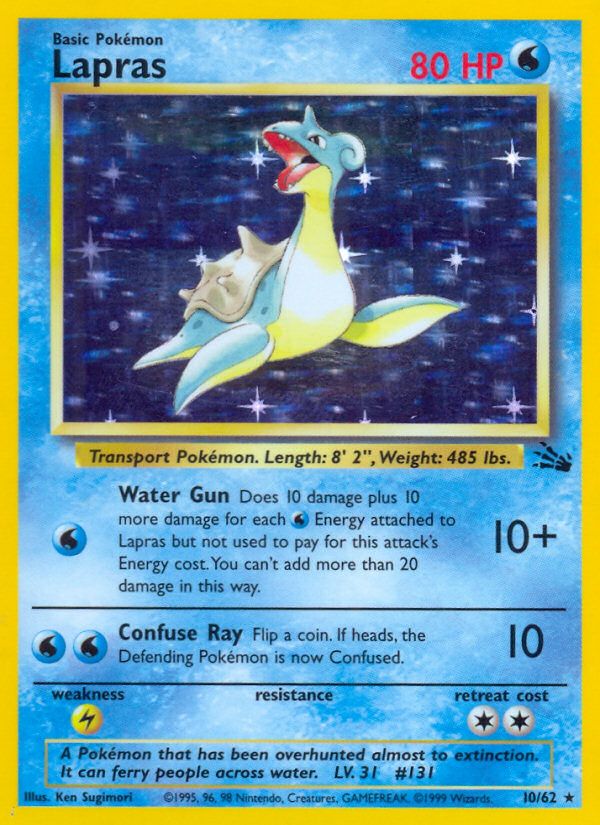 Basic Pokémon
Lapras
80 HP
Transport Pokémon. Length: 8' 2", Weight: 485 lbs.
Water Gun Does 10 damage plus 10
more damage for each Energy attached to
Lapras but not used to pay for this attack's
Energy cost. You can't add more than 20
damage in this way.
10+
Confuse Ray Flip a coin. If heads, the
Defending Pokémon is now Confused.
10
weakness resistance retreat cost
A Pokémon that has been overhunted almost to extinction.
It can ferry people across water. LV. 31 #131
Illus. Ken Sugimori ©1995, 96, 98 Nintendo, Creatures, GAMEFREAK. ©1999 Wizards. 10/62 ★